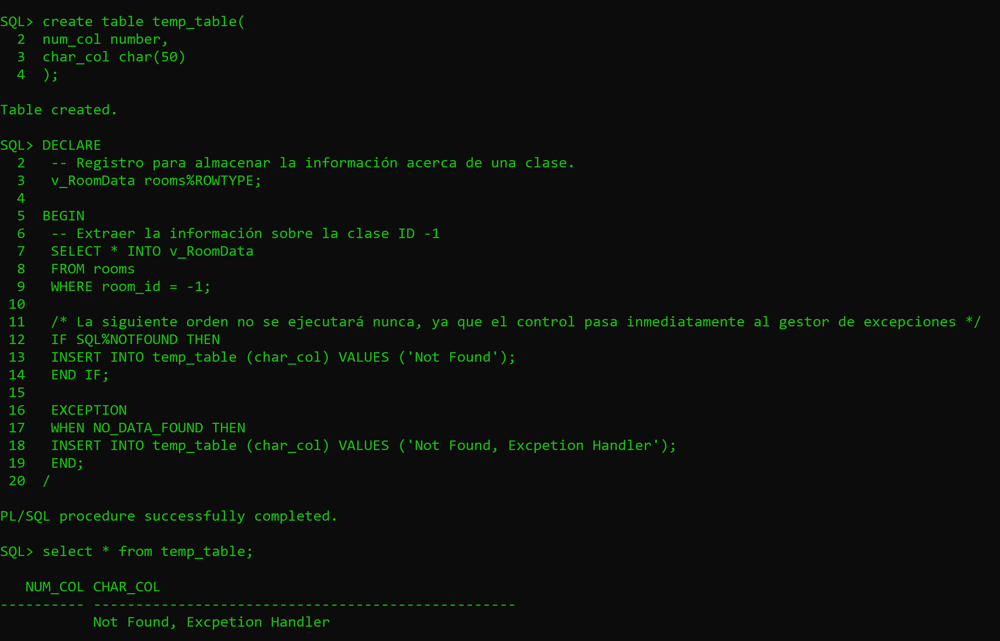 SQL> create table temp_table(
  2  num_col number,
  3  char_col char(50)
  4  );
Table created.
SQL> DECLARE
  2   -- Registro para almacenar la información acerca de una clase.
  3   v_RoomData rooms%ROWTYPE;
  4
  5  BEGIN
  6   -- Extraer la información sobre la clase ID -1
  7   SELECT * INTO v_RoomData
  8   FROM rooms
  9   WHERE room_id = -1;
 10
 11   /* La siguiente orden no se ejecutará nunca, ya que el control pasa inmediatamente al gestor de excepciones */
 12   IF SQL%NOTFOUND THEN
 13   INSERT INTO temp_table (char_col) VALUES ('Not Found');
 14   END IF;
 15
 16   EXCEPTION
 17   WHEN NO_DATA_FOUND THEN
 18   INSERT INTO temp_table (char_col) VALUES ('Not Found, Excpetion Handler');
 19   END;
 20  /
PL/SQL procedure successfully completed.
SQL> select * from temp_table;
   NUM_COL CHAR_COL
---------- --------------------------------------------------
           Not Found, Excpetion Handler